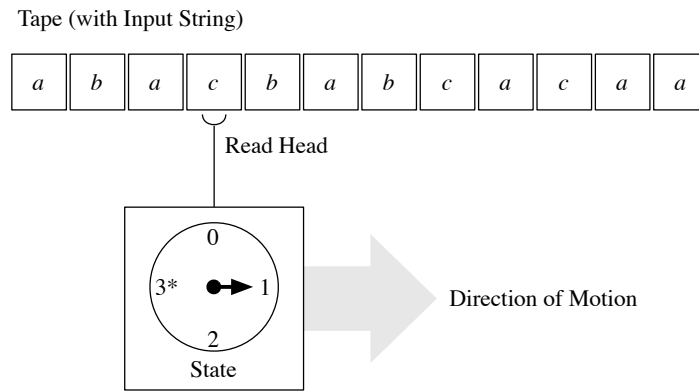 Tape (with Input String)
a b a c b a b c a c a a
Read Head
0
3* 1
2
State
Direction of Motion